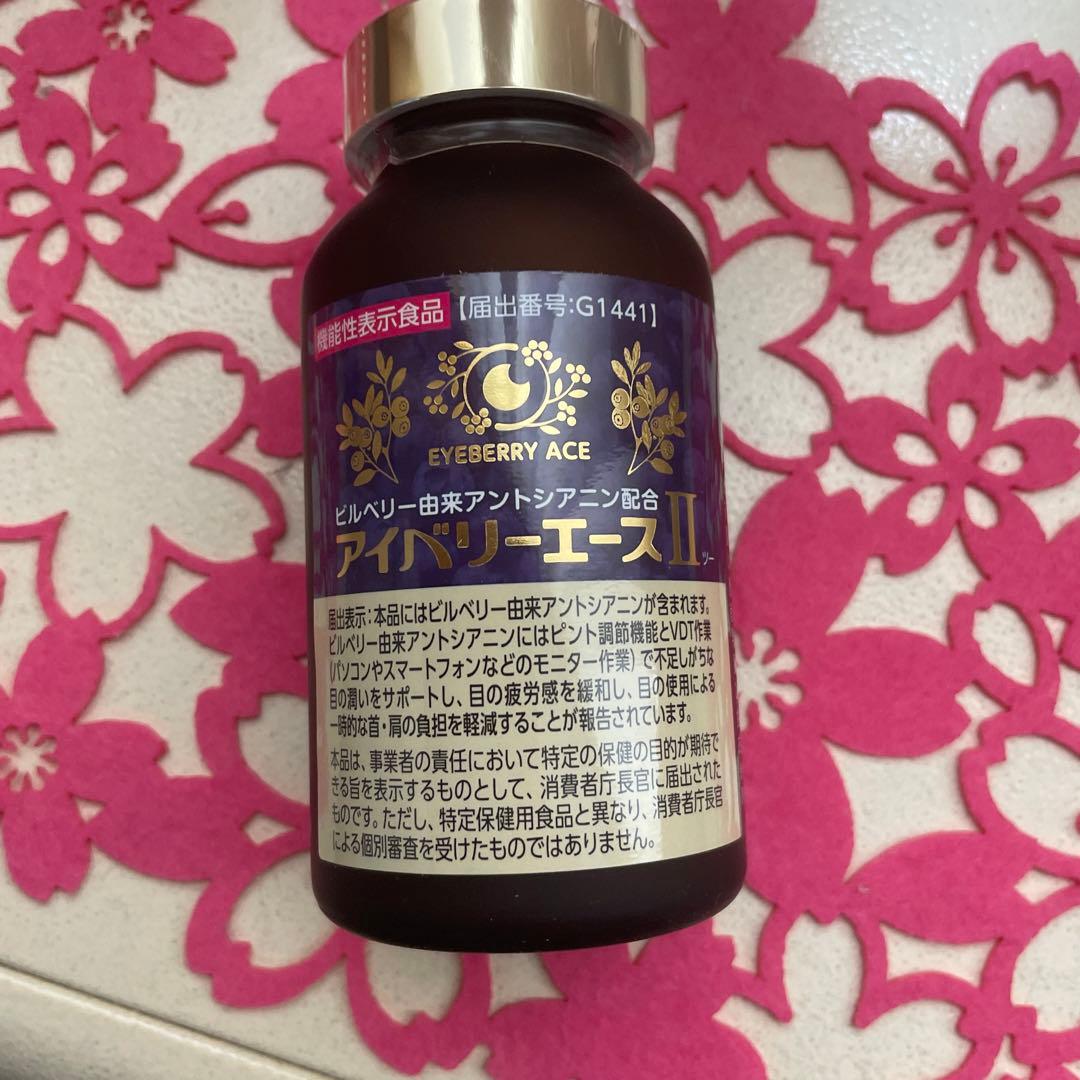 機能性表示食品 【届出番号:G1441】
EYEBERRY ACE
ビルベリー由来アントシアニン配合
アイベリーエースⅡ
ツー
届出表示:本品にはビルベリー由来アントシアニンが含まれます。
ビルベリー由来アントシアニンにはピント調節機能とVDT作業
(パソコンやスマートフォンなどのモニター作業)で不足しがちな
目の潤いをサポートし、目の疲労感を緩和し、目の使用による
一時的な首・肩の負担を軽減することが報告されています。
本品は、事業者の責任において特定の保健の目的が期待で
きる旨を表示するものとして、消費者庁長官に届出された
ものです。ただし、特定保健用食品と異なり、消費者庁長官
による個別審査を受けたものではありません。